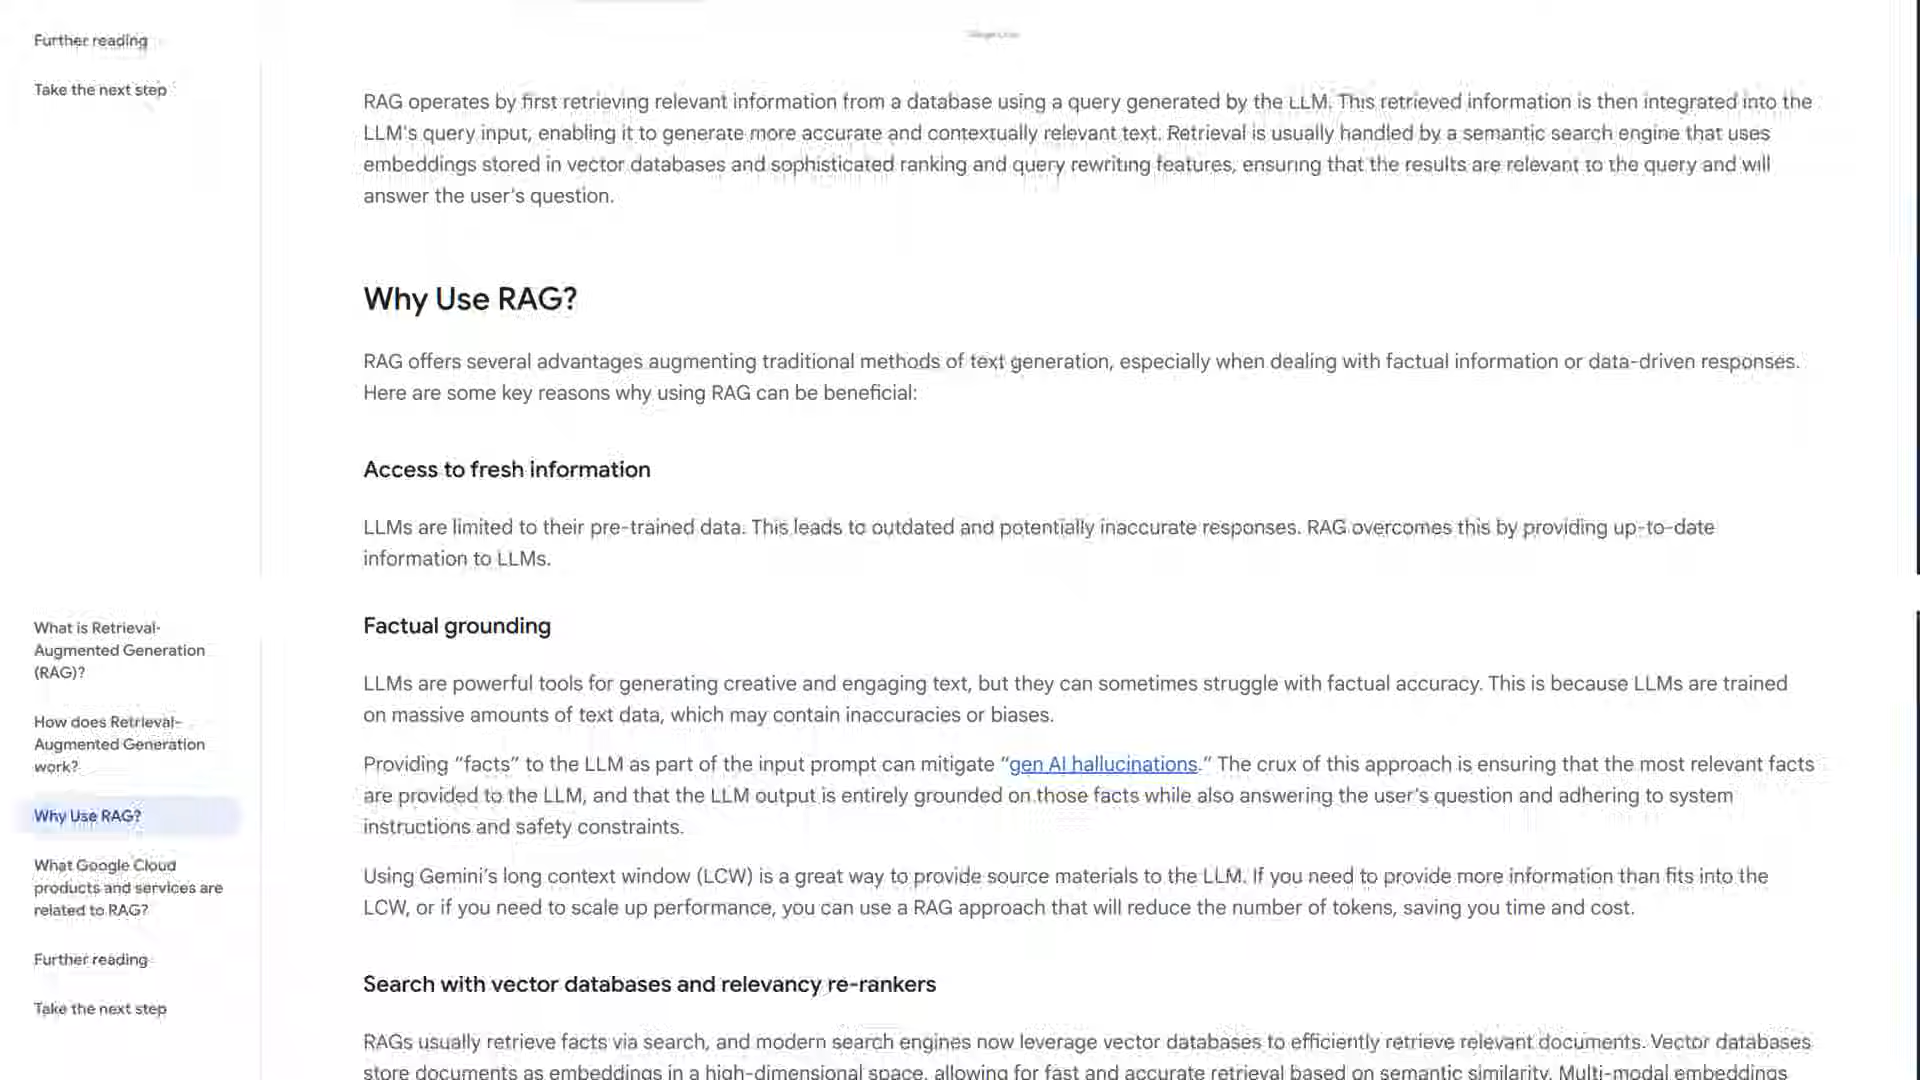 Further reading
Take the next step
RAG operates by first retrieving relevant information from a database using a query generated by the LLM. This retrieved information is then integrated into the
LLM's query input, enabling it to generate more accurate and contextually relevant text. Retrieval is usually handled by a semantic search engine that uses
embeddings stored in vector databases and sophisticated ranking and query rewriting features, ensuring that the results are relevant to the query and will
answer the user's question.
Why Use RAG?
RAG offers several advantages augmenting traditional methods of text generation, especially when dealing with factual information or data-driven responses.
Here are some key reasons why using RAG can be beneficial:
Access to fresh information
LLMs are limited to their pre-trained data. This leads to outdated and potentially inaccurate responses. RAG overcomes this by providing up-to-date
information to LLMs.
What is Retrieval-
Augmented Generation
(RAG)?
How does Retrieval-
Augmented Generation
work?
Why Use RAG?
What Google Cloud
products and services are
related to RAG?
Further reading
Take the next step
Factual grounding
LLMs are powerful tools for generating creative and engaging text, but they can sometimes struggle with factual accuracy. This is because LLMs are trained
on massive amounts of text data, which may contain inaccuracies or biases.
Providing “facts” to the LLM as part of the input prompt can mitigate “gen AI hallucinations.” The crux of this approach is ensuring that the most relevant facts
are provided to the LLM, and that the LLM output is entirely grounded on those facts while also answering the user's question and adhering to system
instructions and safety constraints.
Using Gemini's long context window (LCW) is a great way to provide source materials to the LLM. If you need to provide more information than fits into the
LCW, or if you need to scale up performance, you can use a RAG approach that will reduce the number of tokens, saving you time and cost.
Search with vector databases and relevancy re-rankers
RAGs usually retrieve facts via search, and modern search engines now leverage vector databases to efficiently retrieve relevant documents. Vector databases
store documents as embeddings in a high-dimensional space, allowing for fast and accurate retrieval based on semantic similarity. Multi-modal embeddings